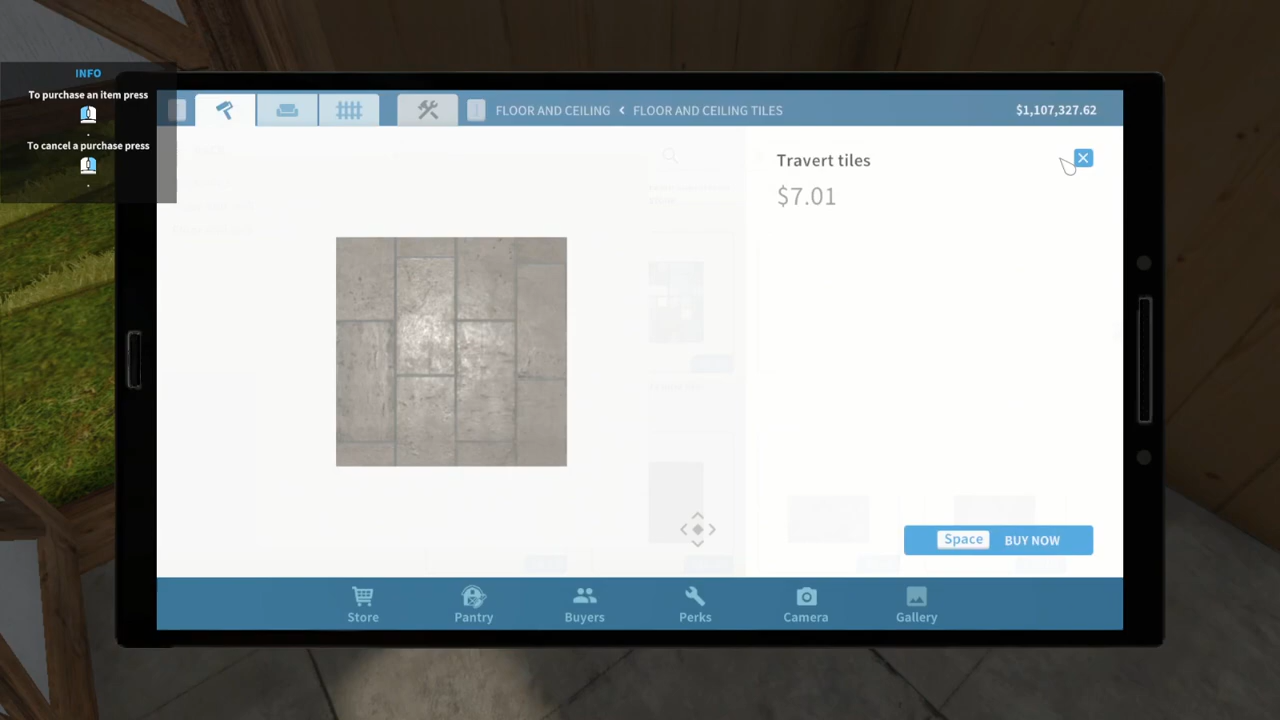 INFO
To purchase an item press
.
To cancel a purchase press
.
FLOOR AND CEILING < FLOOR AND CEILING TILES
$1,107,327.62
Travert tiles
$7.01
Space BUY NOW
Store Pantry Buyers Perks Camera Gallery